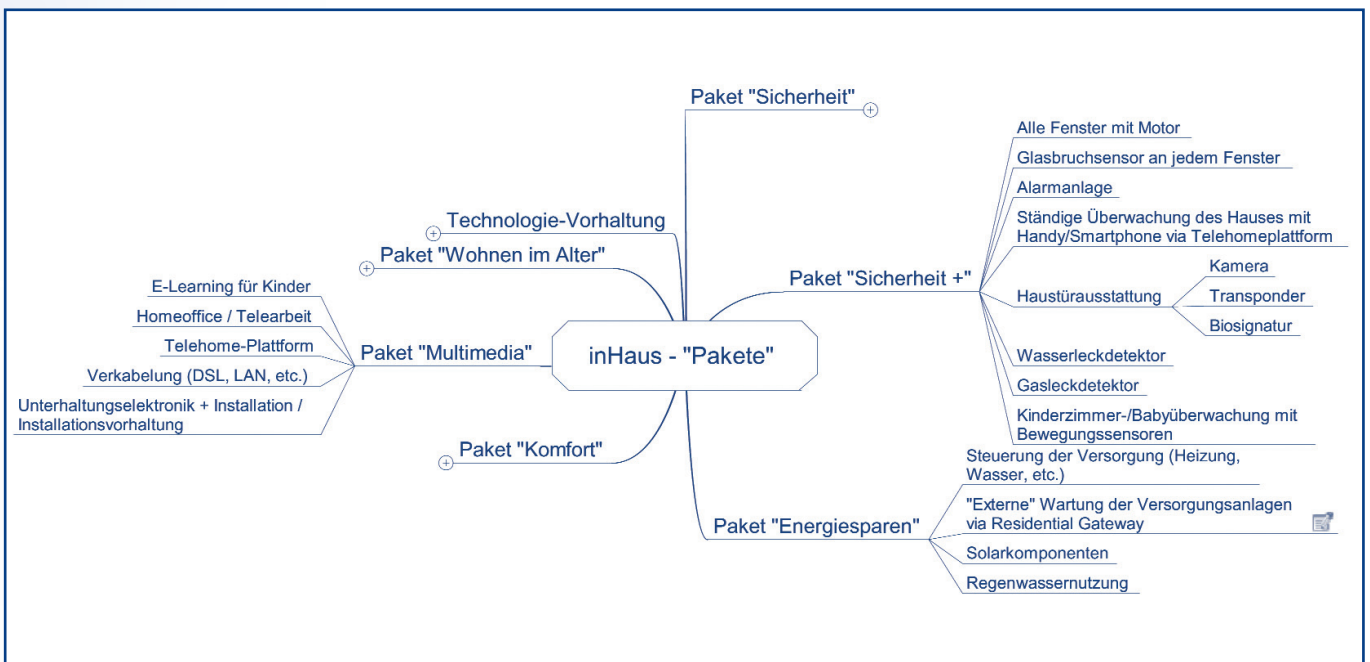 Paket "Sicherheit"
Alle Fenster mit Motor
Glasbruchsensor an jedem Fenster
Alarmanlage
Ständige Überwachung des Hauses mit
Handy/Smartphone via Telehomeplattform
Paket "Sicherheit +"
Haustürausstattung
Kamera
Transponder
Biosignatur
Wasserleckdetektor
Gasleckdetektor
Kinderzimmer-/Babyüberwachung mit
Bewegungssensoren
Technologie-Vorhaltung
Paket "Wohnen im Alter"
inHaus - "Pakete"
Paket "Multimedia"
E-Learning für Kinder
Homeoffice / Telearbeit
Telehome-Plattform
Verkabelung (DSL, LAN, etc.)
Unterhaltungselektronik + Installation /
Installationsvorhaltung
Paket "Komfort"
Paket "Energiesparen"
Steuerung der Versorgung (Heizung,
Wasser, etc.)
"Externe" Wartung der Versorgungsanlagen
via Residential Gateway
Solarkomponenten
Regenwassernutzung